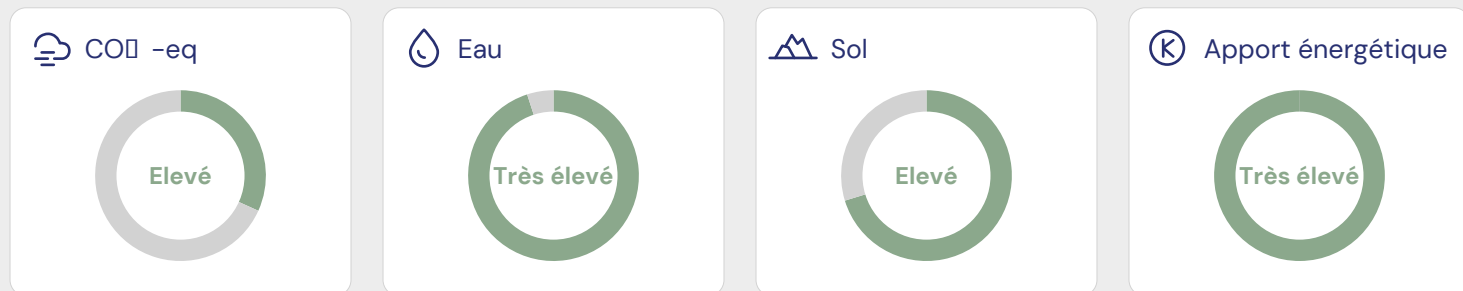 CO▯ -eq
Elevé
Eau
Très élevé
Sol
Elevé
Apport énergétique
Très élevé